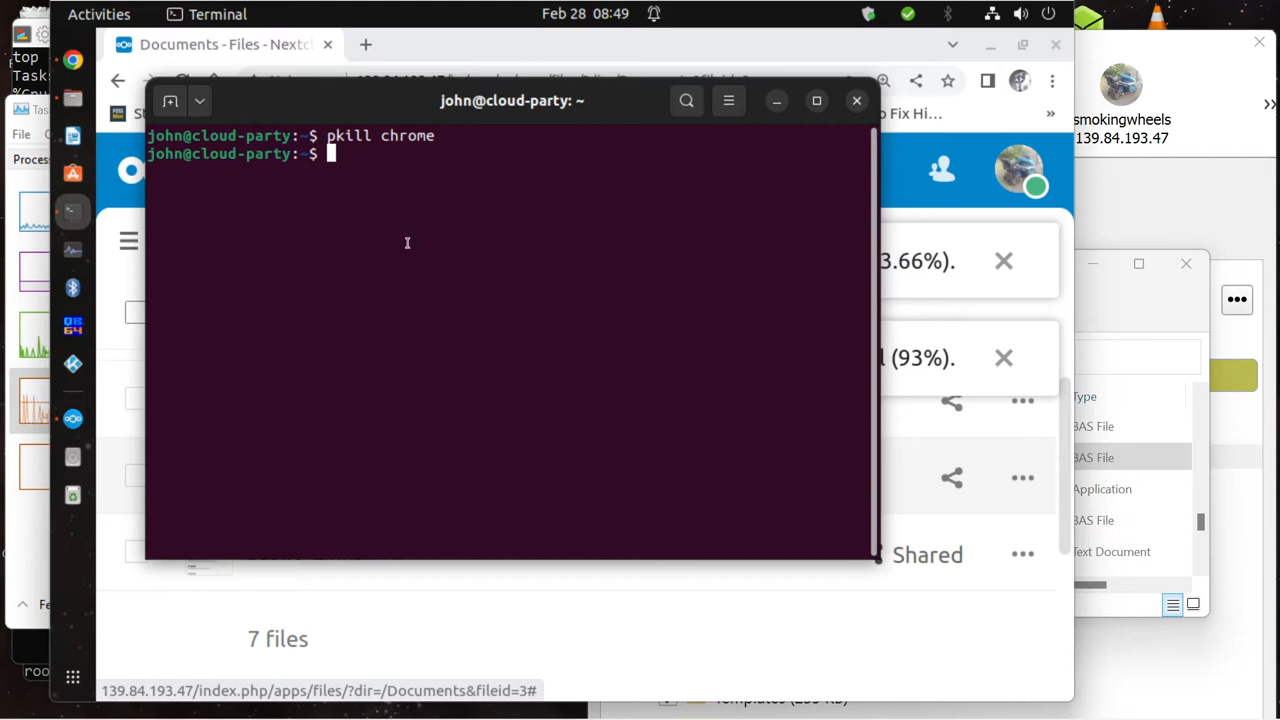 Activities
Terminal
Feb 28 08:49
top
Tasks
%Cpu
Documents - Files - Nextcl
File
Process
john@cloud-party: ~
john@cloud-party:~$ pkill chrome
john@cloud-party:~$
o Fix Hi…
»
smokingwheels
139.84.193.47
3.66%).
l (93%).
Type
BAS File
BAS File
Application
BAS File
Text Document
Shared
7 files
139.84.193.47/index.php/apps/files/?dir=/Documents&fileid=3#
roo